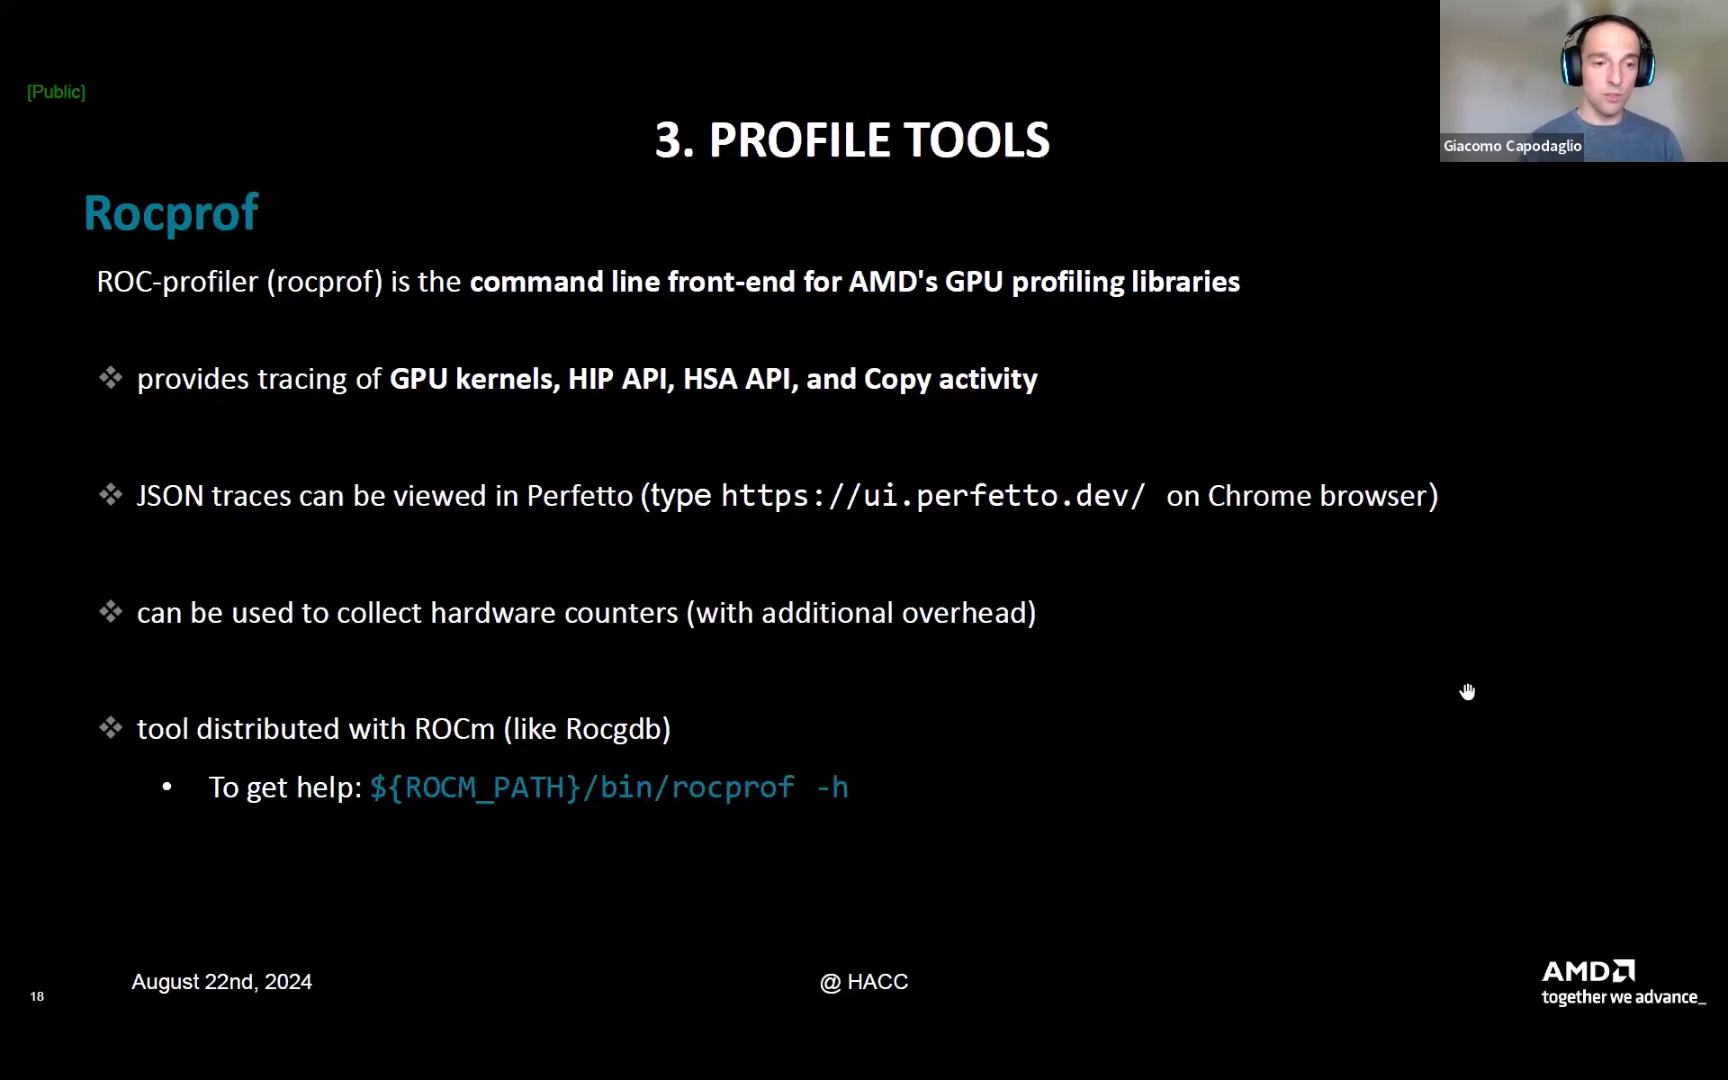 [Public]
Giacomo Capodaglio
3. PROFILE TOOLS
Rocprof
ROC-profiler (rocprof) is the command line front-end for AMD's GPU profiling libraries
❖ provides tracing of GPU kernels, HIP API, HSA API, and Copy activity
❖ JSON traces can be viewed in Perfetto (type https://ui.perfetto.dev/ on Chrome browser)
❖ can be used to collect hardware counters (with additional overhead)
❖ tool distributed with ROCm (like Rocgdb)
• To get help: ${ROCM_PATH}/bin/rocprof -h
18
August 22nd, 2024
@ HACC
AMD
together we advance_